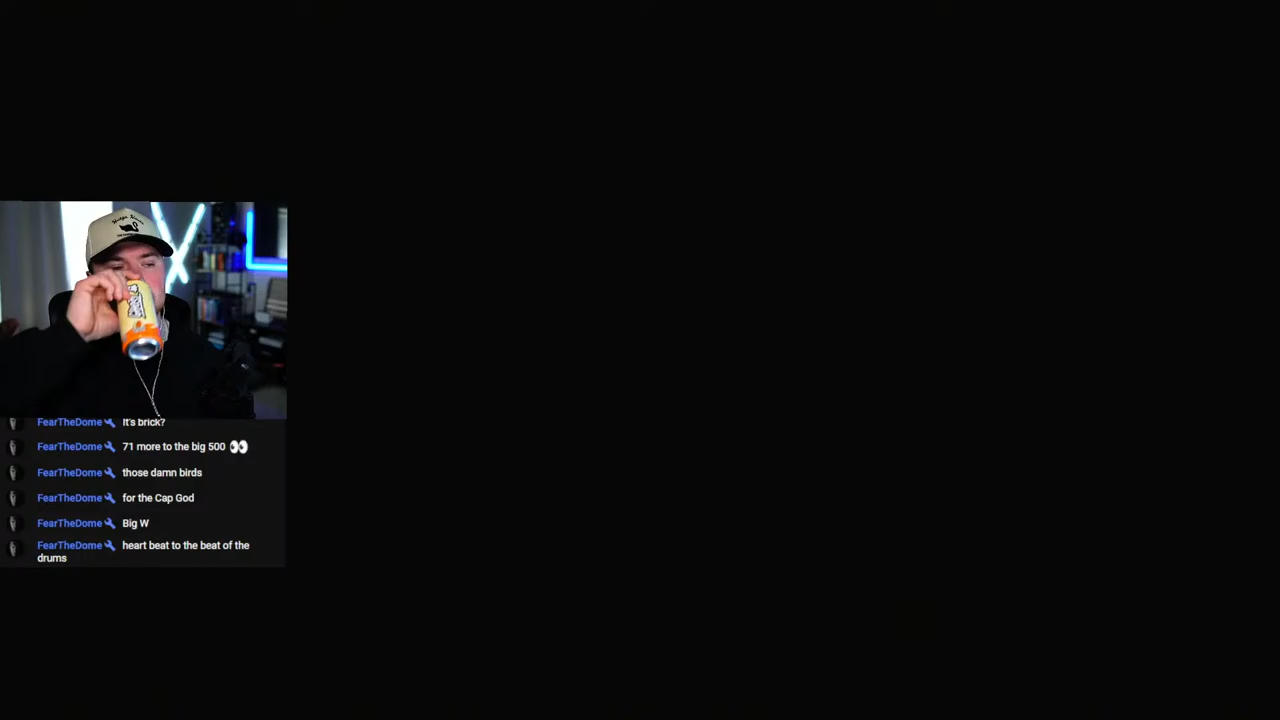 FearTheDome It's brick?
FearTheDome 71 more to the big 500 👀
FearTheDome those damn birds
FearTheDome for the Cap God
FearTheDome Big W
FearTheDome heart beat to the beat of the
drums